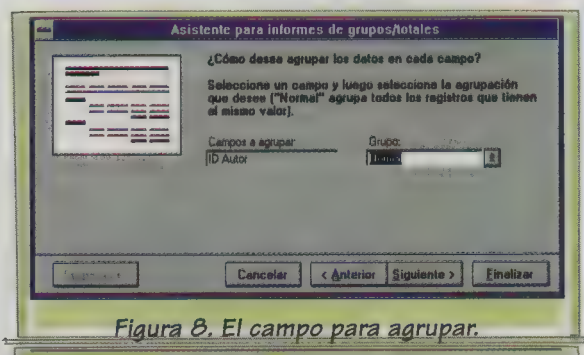 Asistente para informes de grupos/totales
¿Cómo desea agrupar los datos en cada campo?
Seleccione un campo y luego seleccione la agrupación
que desee ("Normal" agrupa todos los registros que tienen
el mismo valor).
Campos a agrupar
Grupo:
ID Autor
Cancelar
< Anterior
Siguiente >
Finalizar
Figura 8. El campo para agrupar.